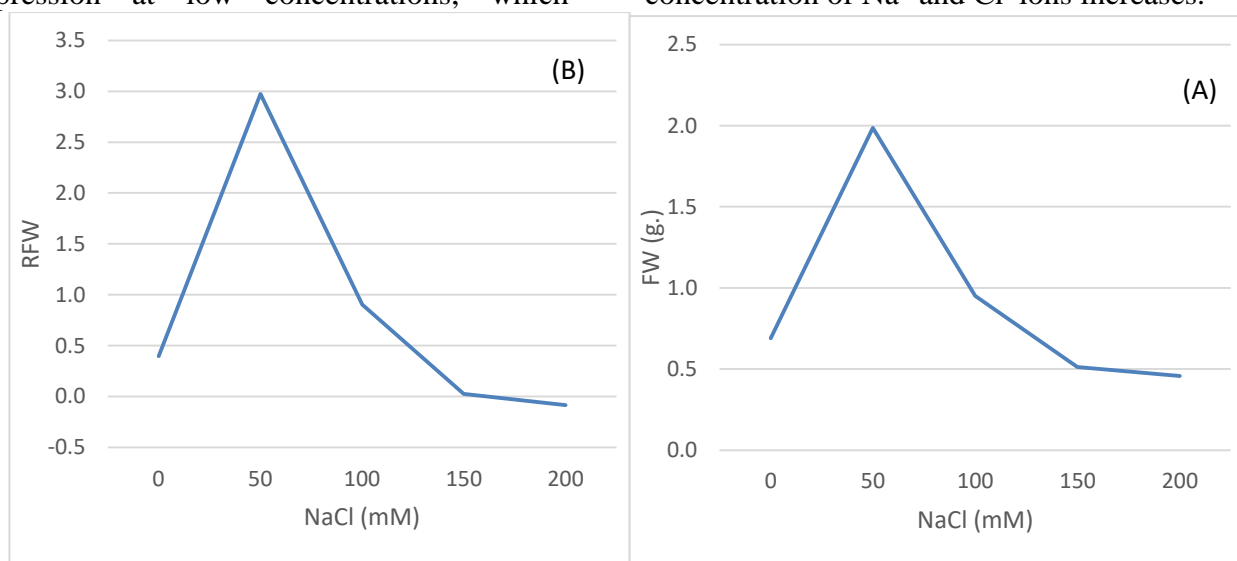 pression at low concentrations, which
concentration of Na and Cl ions increases.
(B)
3.5
3.0
2.5
2.0
1.5
1.0
0.5
0.0
-0.5
RFW
0 50 100 150 200
NaCl (mM)
(A)
2.5
2.0
1.5
1.0
0.5
0.0
FW (g.)
0 50 100 150 200
NaCl (mM)